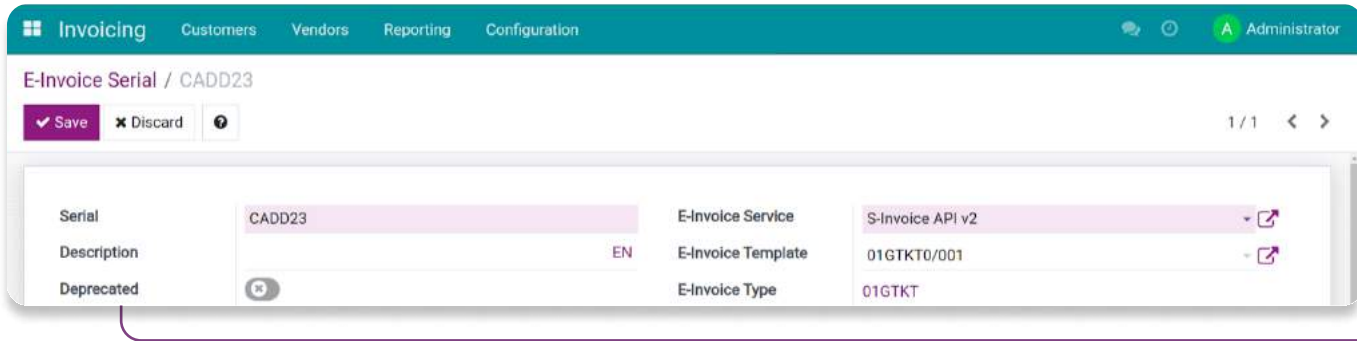 Invoicing Customers Vendors Reporting Configuration A Administrator
E-Invoice Serial / CADD23
Save Discard 1 / 1
Serial CADD23 E-Invoice Service S-Invoice API v2
Description EN E-Invoice Template 01GTKT0/001
Deprecated E-Invoice Type 01GTKT